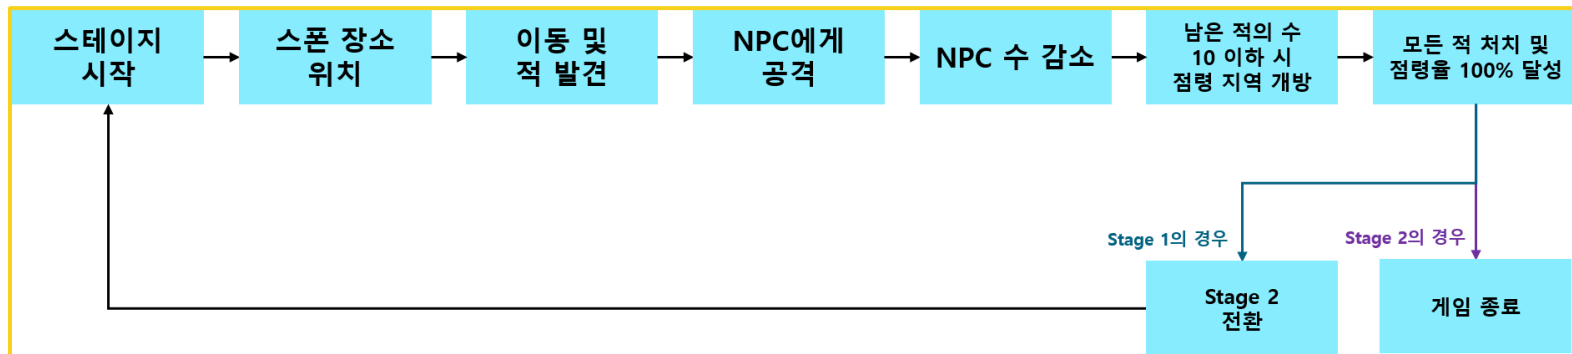 스테이지
시작
스폰 장소
위치
이동 및
적 발견
NPC에게
공격
NPC 수 감소
남은 적의 수
10 이하 시
점령 지역 개방
모든 적 처치 및
점령율 100% 달성
Stage 1의 경우
Stage 2의 경우
Stage 2
전환
게임 종료